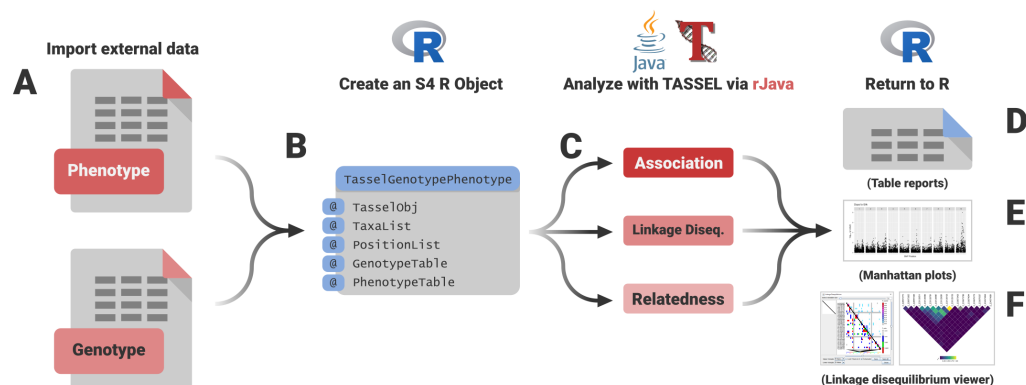 Import external data
A
Phenotype
Genotype
R
Create an S4 R Object
B
TasselGenotypePhenotype
@ TasselObj
@ TaxaList
@ PositionList
@ GenotypeTable
@ PhenotypeTable
Java
T
Analyze with TASSEL via rJava
C
Association
Linkage Diseq.
Relatedness
R
Return to R
D
(Table reports)
E
(Manhattan plots)
F
(Linkage disequilibrium viewer)